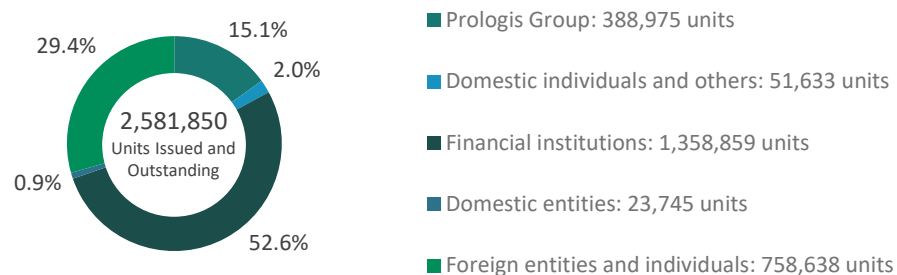 15.1%
2.0%
29.4%
2,581,850
Units Issued and
Outstanding
0.9%
52.6%
Prologis Group: 388,975 units
Domestic individuals and others: 51,633 units
Financial institutions: 1,358,859 units
Domestic entities: 23,745 units
Foreign entities and individuals: 758,638 units